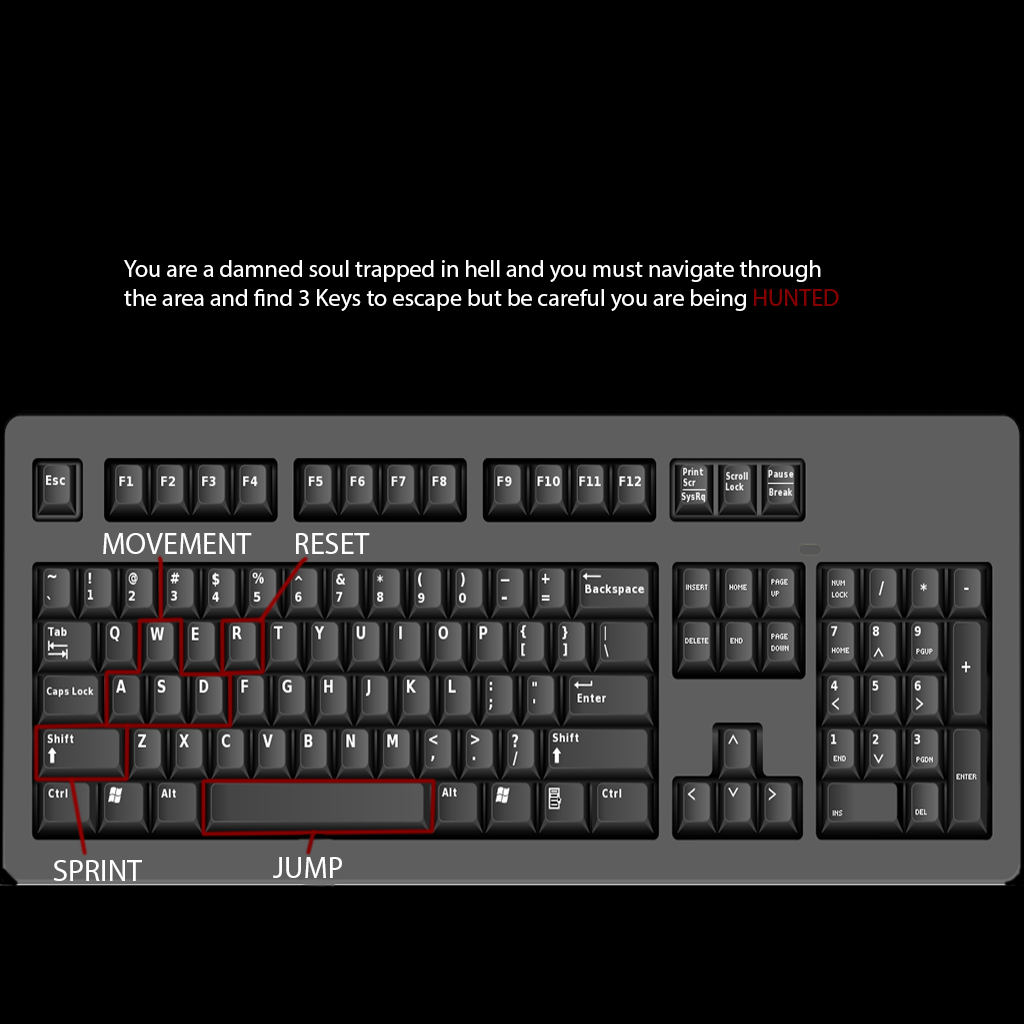 You are a damned soul trapped in hell and you must navigate through
the area and find 3 Keys to escape but be careful you are being HUNTED
Esc F1 F2 F3 F4 F5 F6 F7 F8 F9 F10 F11 F12 Print Scr SysRq Scroll Lock Pause Break
MOVEMENT RESET
~ ` ! 1 @ 2 # 3 $ 4 % 5 ^ 6 & 7 * 8 ( 9 ) 0 – - + = Backspace INSERT HOME PAGE UP NUM LOCK / * -
Tab Q W E R T Y U I O P { [ } ] | \ DELETE END PAGE DOWN 7 HOME 8 9 PGUP +
Caps Lock A S D F G H J K L : ; " ' Enter 4 < 5 6 >
Shift Z X C V B N M < , > . ? / Shift 1 END 2 3 PGDN ENTER
Ctrl Alt Alt Ctrl INS DEL
SPRINT JUMP